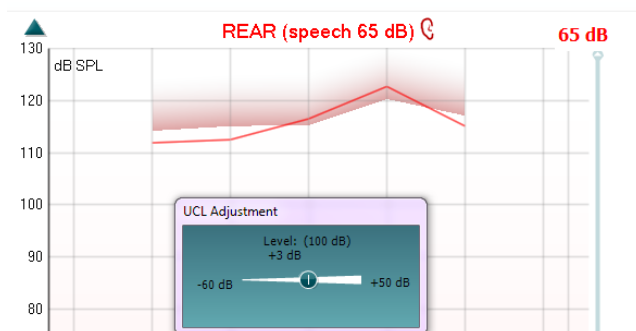 REAR (speech 65 dB)
65 dB
130
dB SPL
120
110
100
UCL Adjustment
Level: (100 dB)
+3 dB
90
-60 dB
+50 dB
80